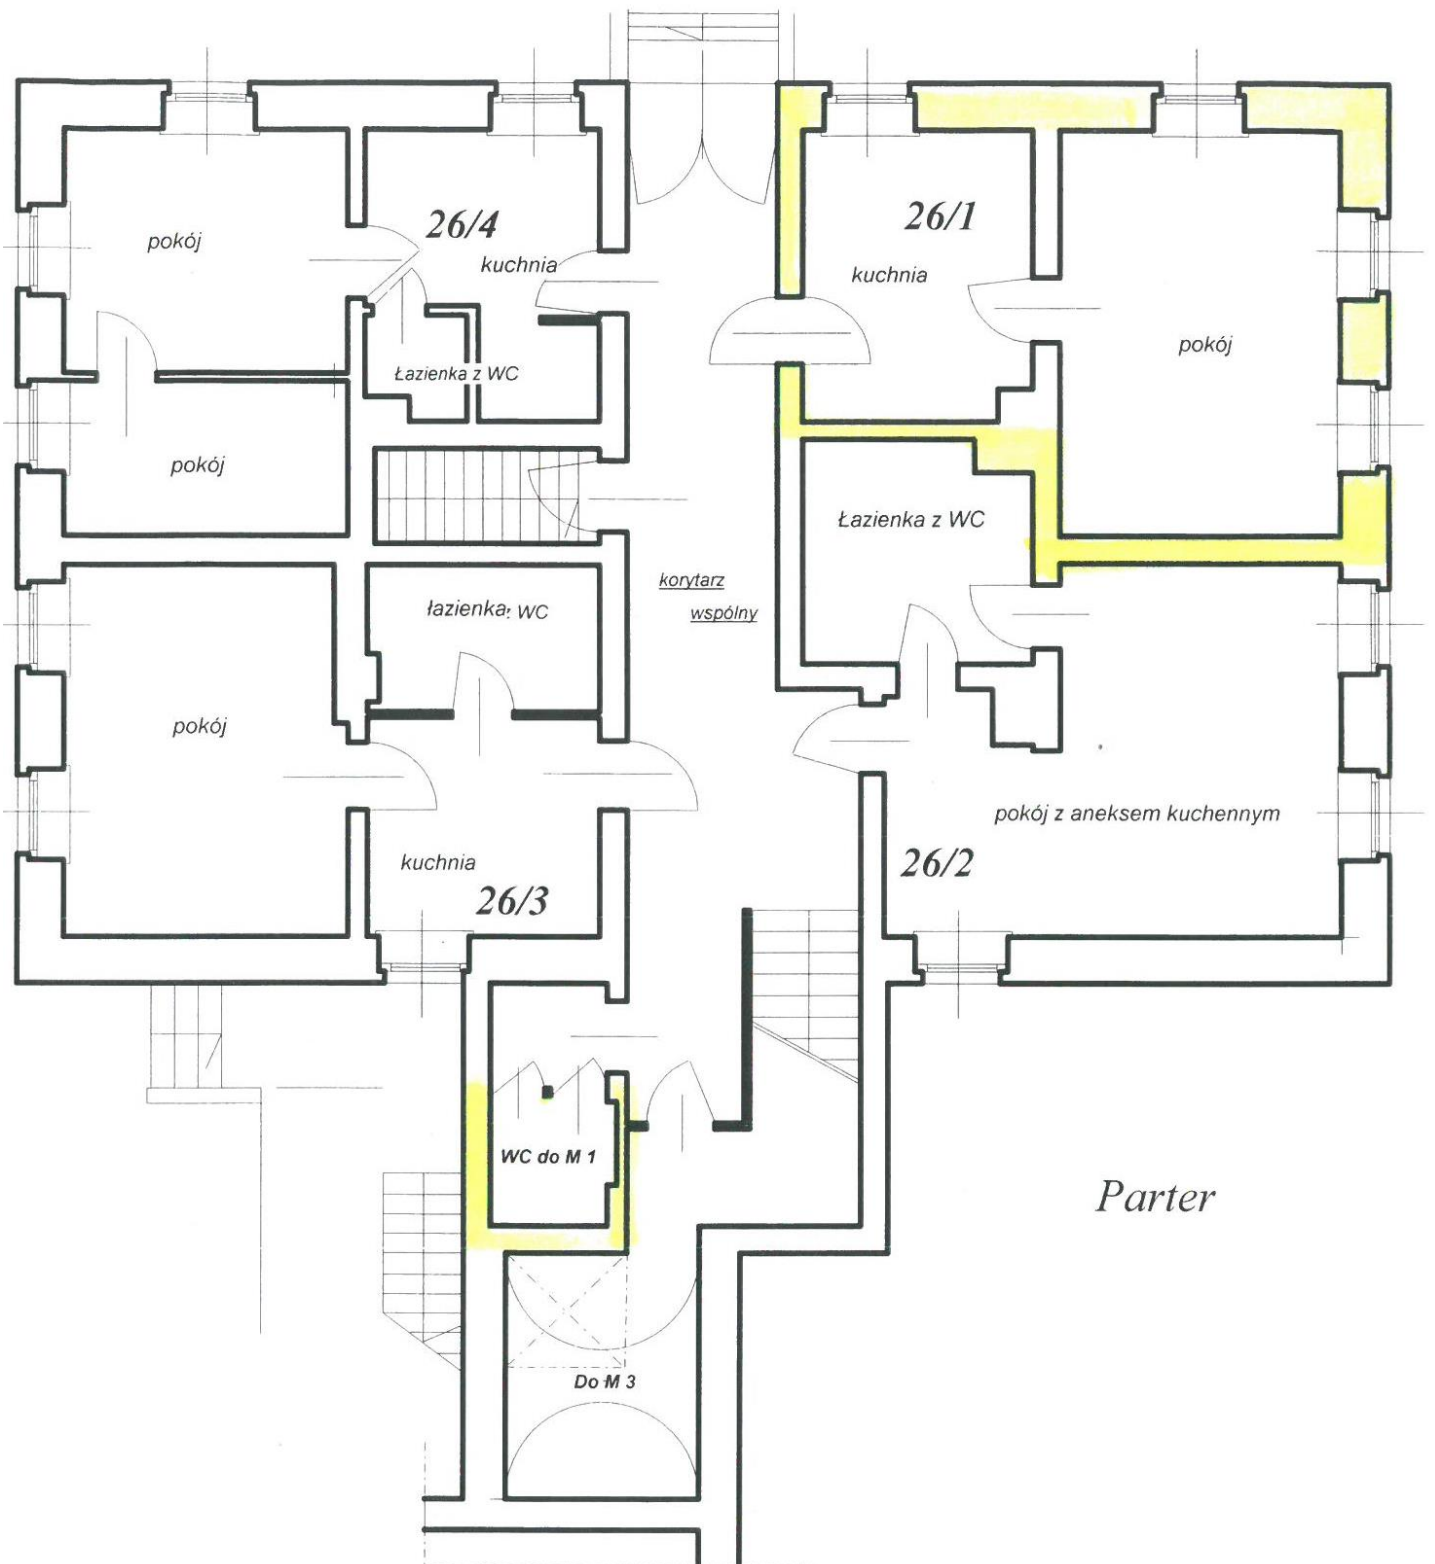 26/4
26/1
pokój
kuchnia
kuchnia
pokój
Łazienka z WC
pokój
Łazienka z WC
korytarz
wspólny
łazienka z WC
pokój
pokój z aneksem kuchennym
kuchnia
26/2
26/3
WC do M 1
Parter
Do M 3